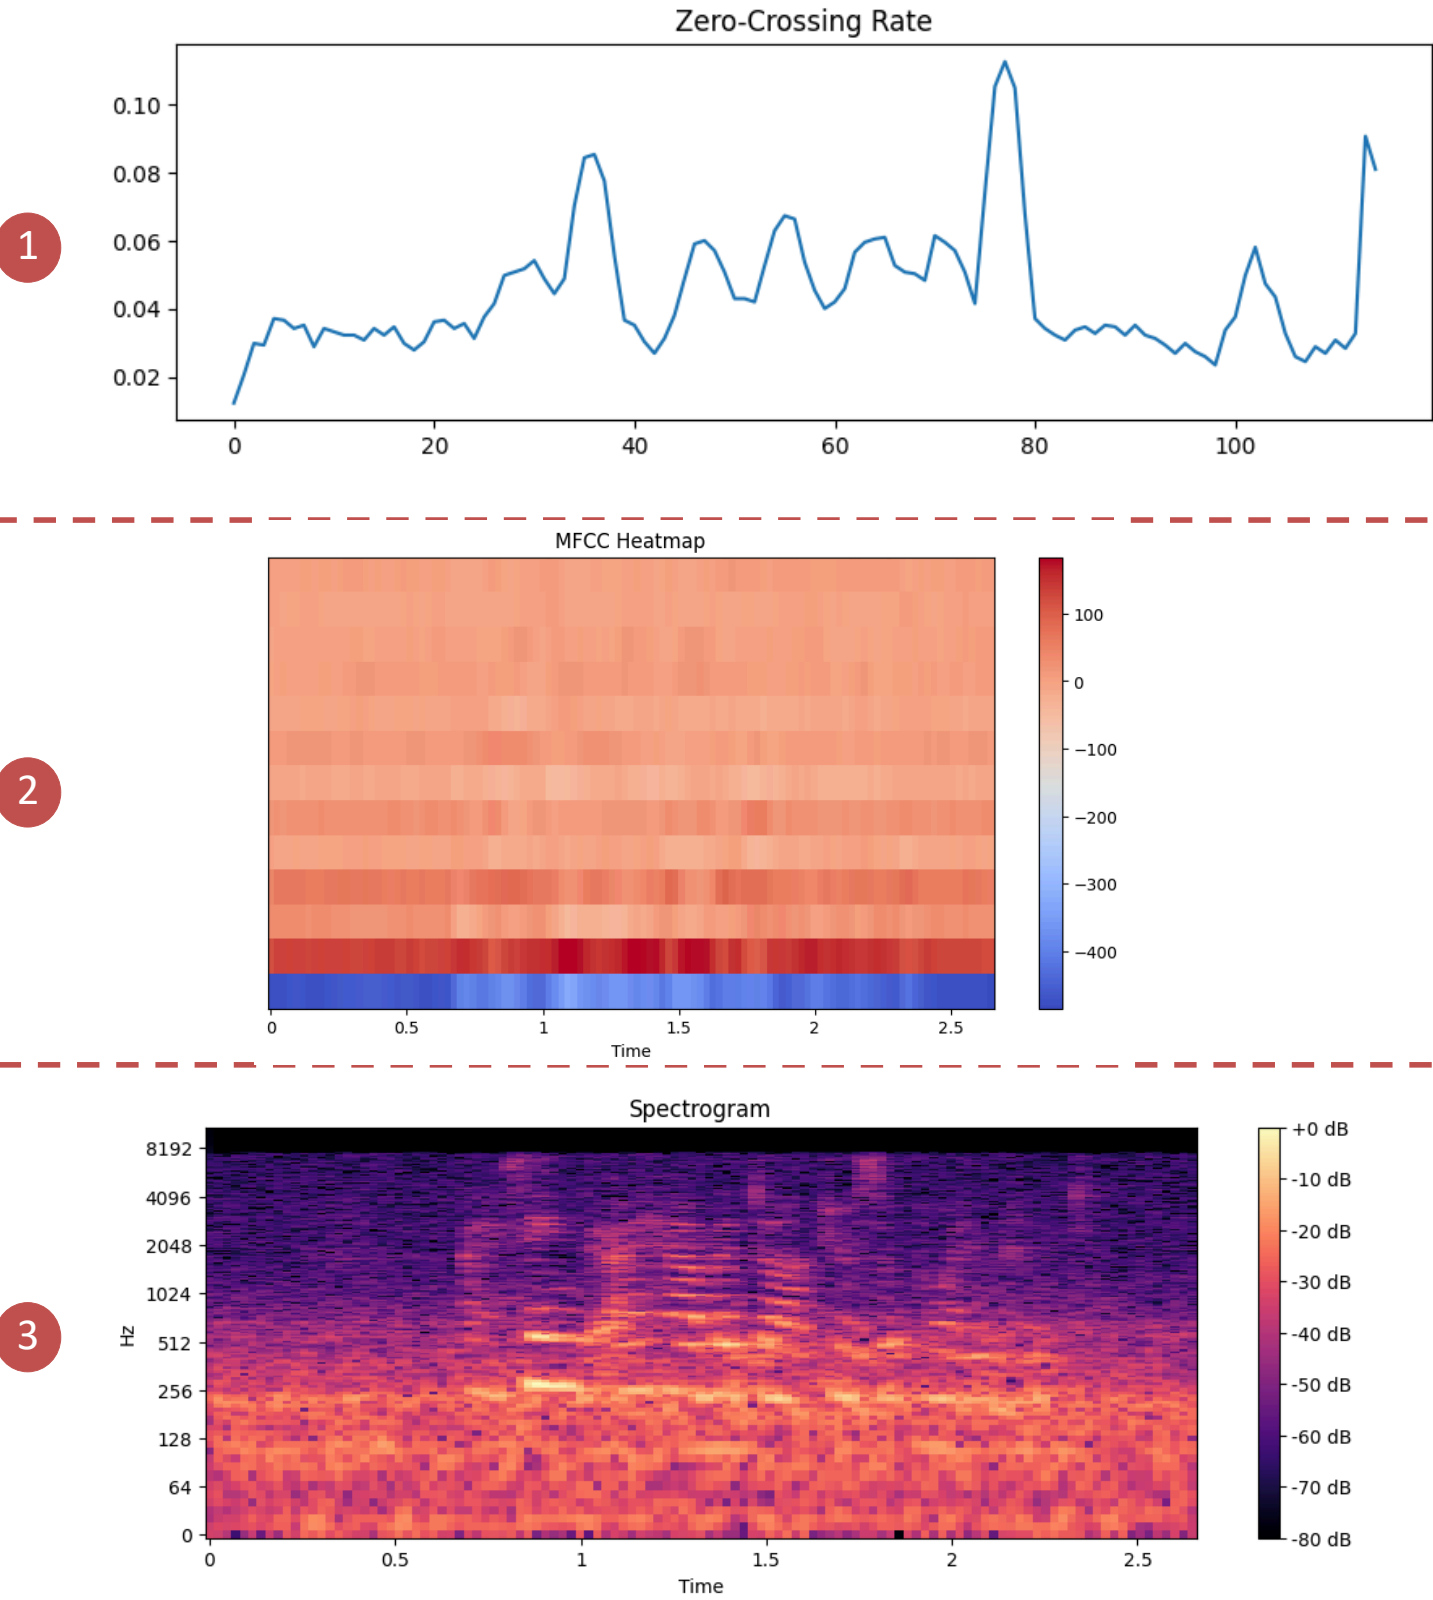 Zero-Crossing Rate
0.10
0.08
0.06
0.04
0.02
0 20 40 60 80 100
1
MFCC Heatmap
100
0
−100
−200
−300
−400
0 0.5 1 1.5 2 2.5
Time
2
Spectrogram
8192
4096
2048
1024
512
256
128
64
0
Hz
0 0.5 1 1.5 2 2.5
Time
+0 dB
-10 dB
-20 dB
-30 dB
-40 dB
-50 dB
-60 dB
-70 dB
-80 dB
3